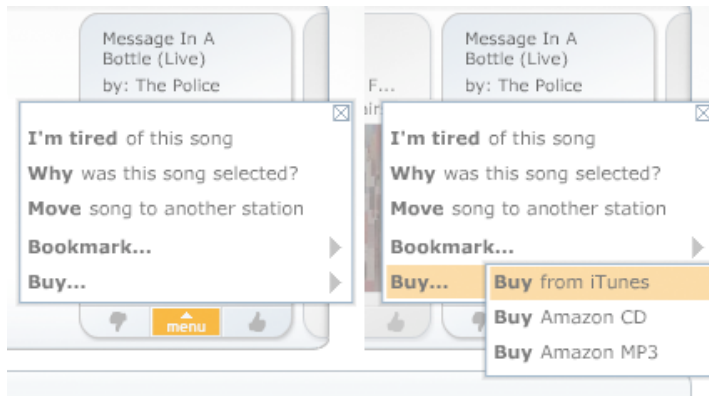 Message In A
Bottle (Live)
by: The Police
I'm tired of this song
Why was this song selected?
Move song to another station
Bookmark...
Buy...
menu
Message In A
Bottle (Live)
by: The Police
F...
I'm tired of this song
Why was this song selected?
Move song to another station
Bookmark...
Buy...
Buy from iTunes
Buy Amazon CD
Buy Amazon MP3